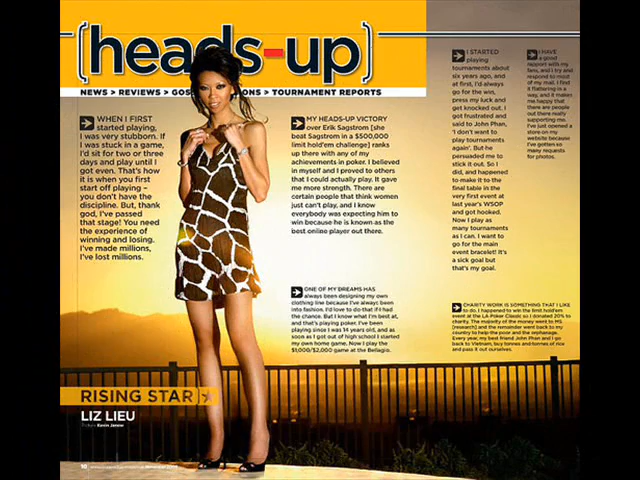 (heads-up)
NEWS > REVIEWS > GOS ONS > TOURNAMENT REPORTS
WHEN I FIRST
started playing,
I was very stubborn. If
I was stuck in a game,
I'd sit for two or three
days and play until I
got even. That's how
it is when you first
start off playing –
you don't have the
discipline. But, thank
god, I've passed
that stage! You need
the experience of
winning and losing.
I've made millions,
I've lost millions.
MY HEADS-UP VICTORY
over Erik Sagstrom [she
beat Sagstrom in a $500,000
limit hold'em challenge] ranks
up there with any of my
achievements in poker. I believed
in myself and I proved to others
that I could actually play. It gave
me more strength. There are
certain people that think women
just can't play, and I know
everybody was expecting him to
win because he is known as the
best online player out there.
ONE OF MY DREAMS HAS
always been designing my own
clothing line because I've always been
into fashion. I'd love to do that if I had
the chance. But I know what I'm best at,
and that's playing poker. I've been
playing since I was 14 years old, and as
soon as I got out of high school I started
my own home game. Now I play the
$1,000/$2,000 game at the Bellagio.
I STARTED
playing
tournaments about
six years ago, and
at first, I'd always
go for the win,
press my luck and
get knocked out. I
got frustrated and
said to John Phan,
'I don't want to
play tournaments
again'. But he
persuaded me to
stick it out. So I
did, and happened
to make it to the
final table in the
very first event at
last year's WSOP
and got hooked.
Now I play as
many tournaments
as I can. I want to
go for the main
event bracelet! It's
a sick goal but
that's my goal.
I HAVE
a good
rapport with my
fans, and I try and
respond to most
of my mail. I find
it flattering in a
way, and it makes
me happy that
there are people
out there really
supporting me.
I've just opened a
store on my
website because
I've gotten so
many requests
for photos.
CHARITY WORK IS SOMETHING THAT I LIKE
to do. I happened to win the limit hold'em
event at the LA Poker Classic so I donated 20% to
charity. The majority of the money went to
[research] and the remainder went back to my
country to help the poor and the orphanage.
Every year, my best friend John Phan and I go
back to Vietnam, buy tonnes and tonnes of rice
and pass it out ourselves.
RISING STAR
LIZ LIEU
Picture Kevin Janow
10